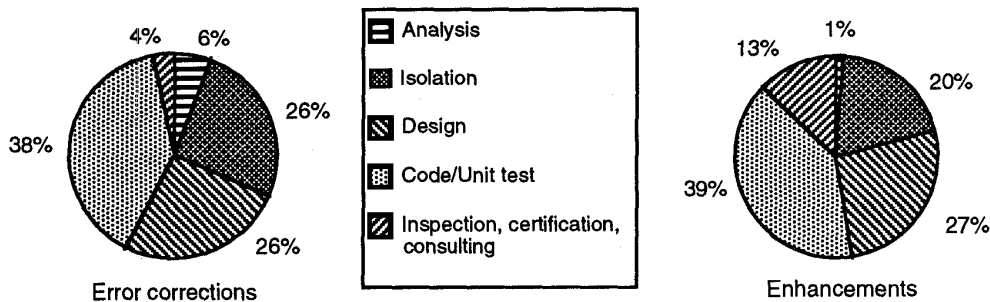 4%
6%
26%
38%
26%
Error corrections
Analysis
Isolation
Design
Code/Unit test
Inspection, certification,
consulting
1%
13%
20%
39%
27%
Enhancements